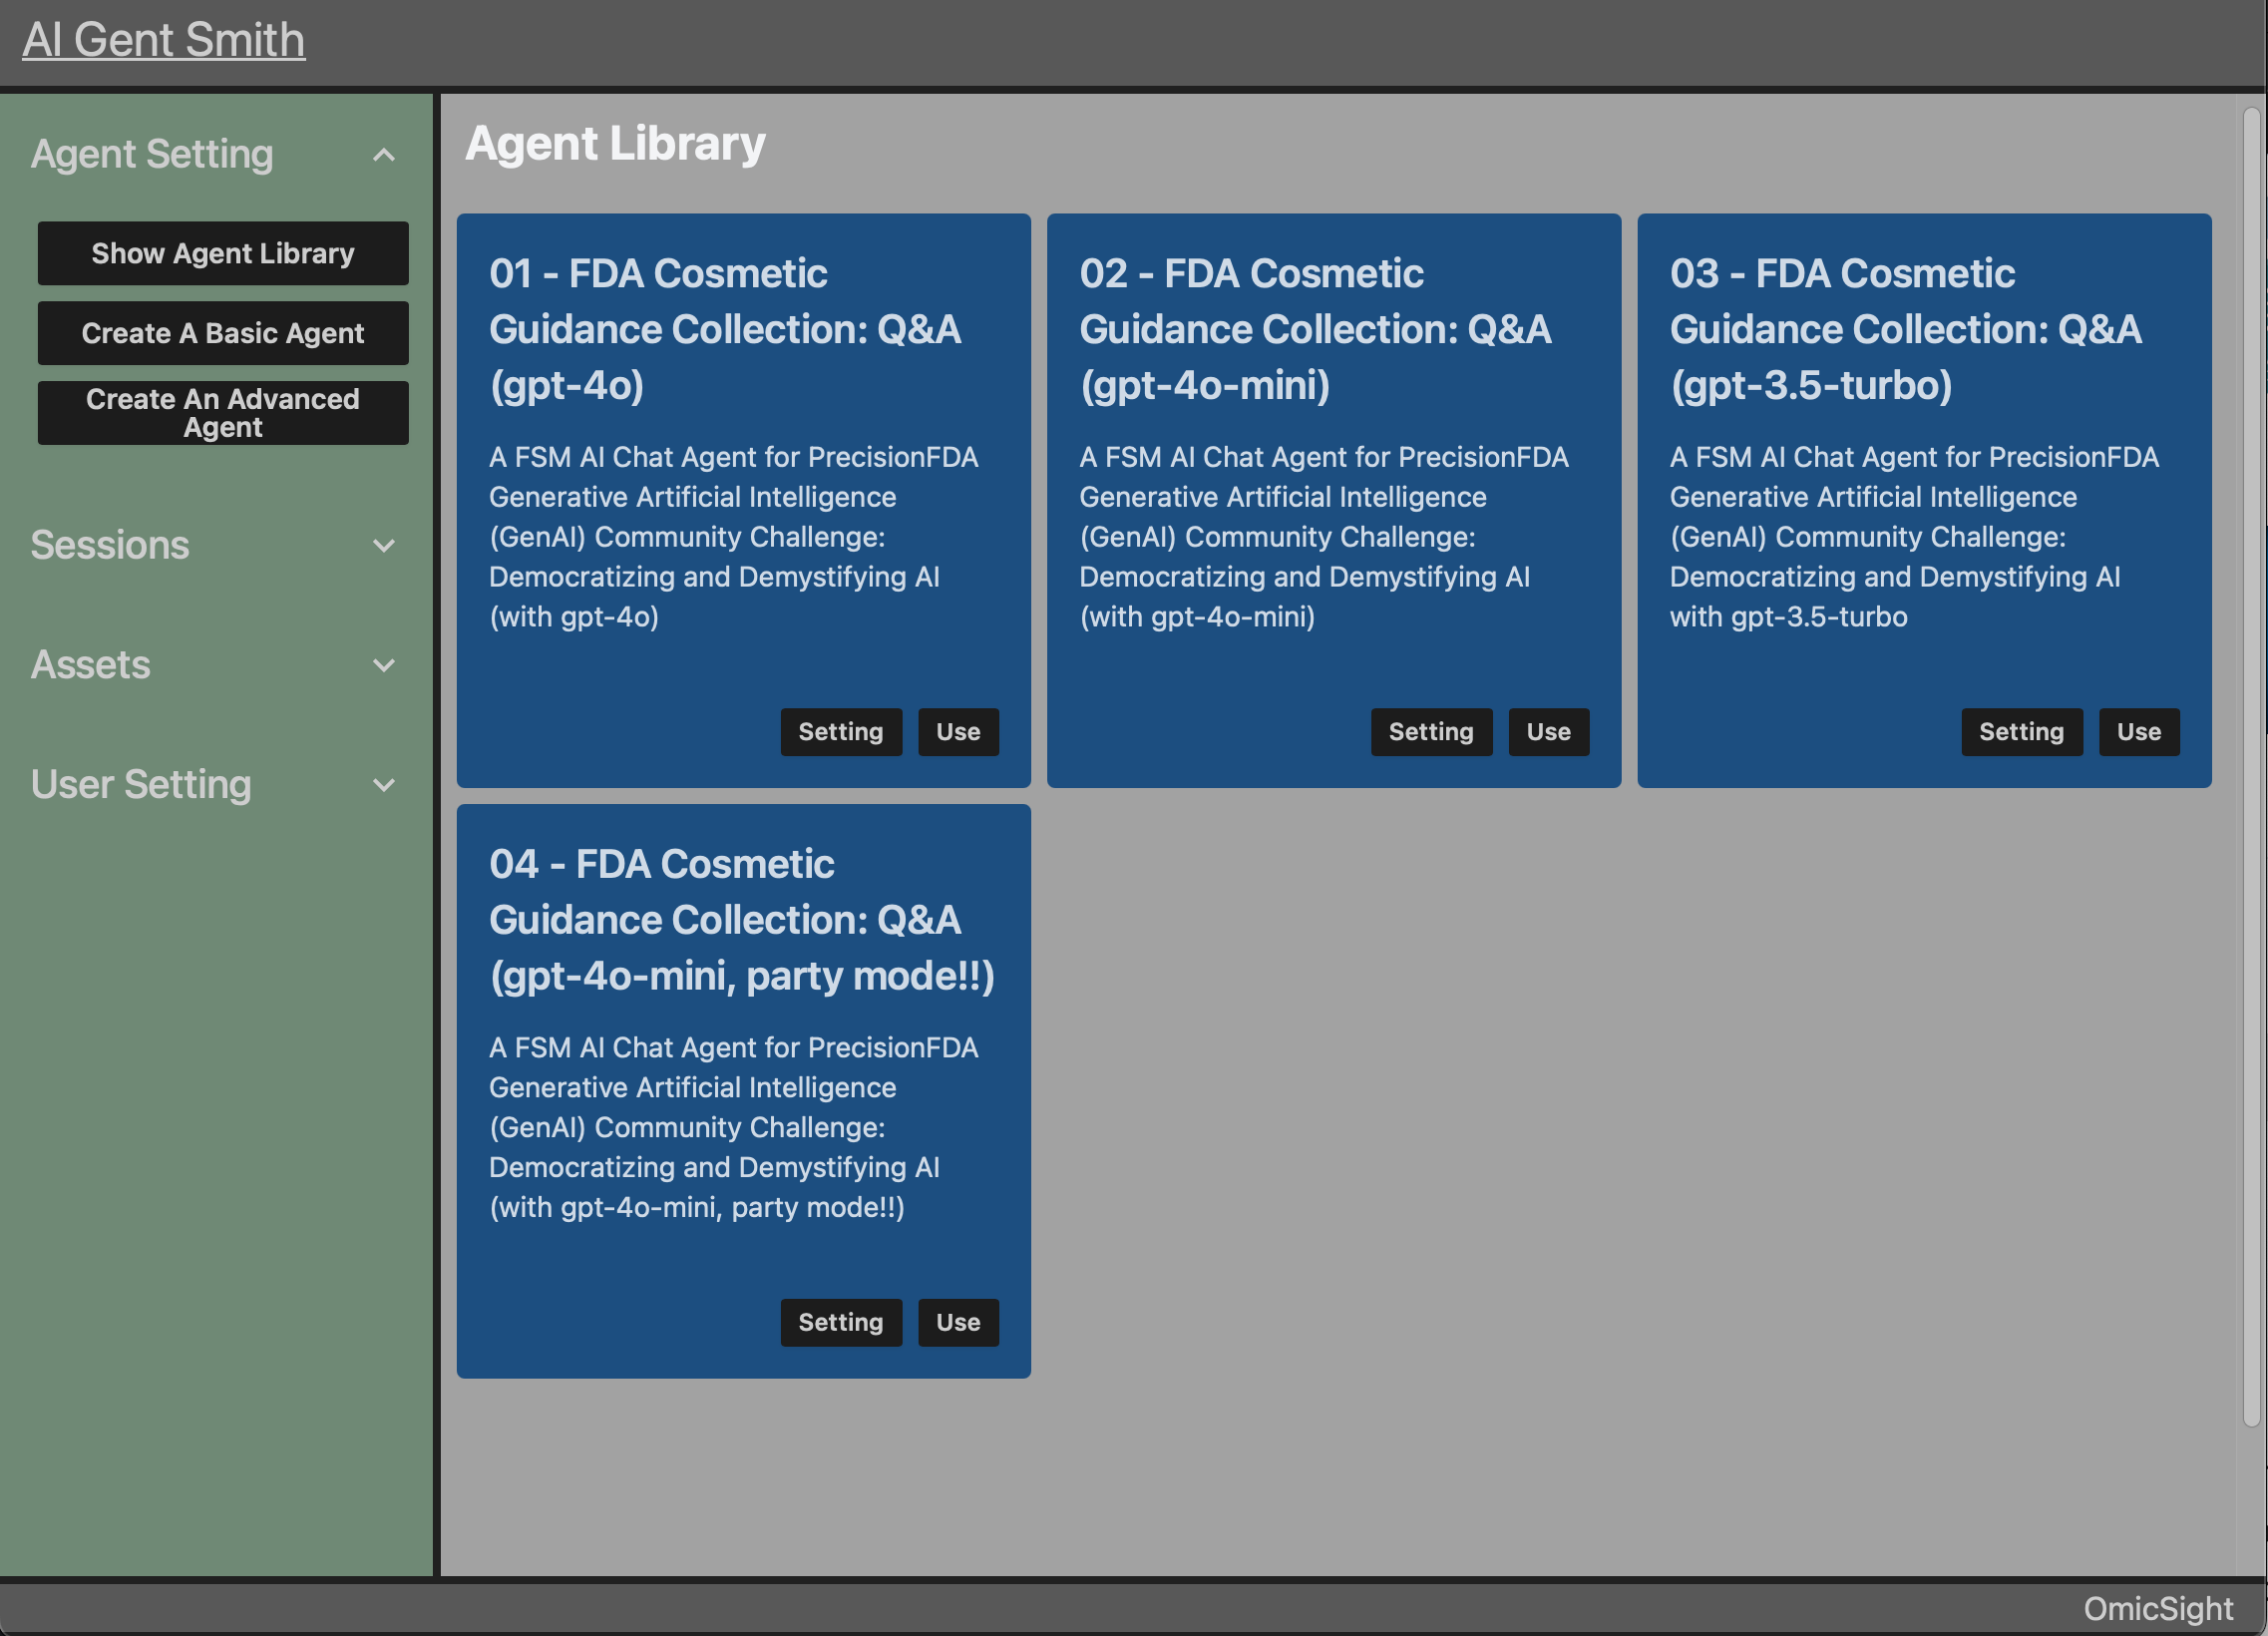 AI Gent Smith
Agent Setting
Show Agent Library
Create A Basic Agent
Create An Advanced
Agent
Sessions
Assets
User Setting
Agent Library
01 - FDA Cosmetic
Guidance Collection: Q&A
(gpt-4o)
A FSM AI Chat Agent for PrecisionFDA
Generative Artificial Intelligence
(GenAI) Community Challenge:
Democratizing and Demystifying AI
(with gpt-4o)
Setting
Use
02 - FDA Cosmetic
Guidance Collection: Q&A
(gpt-4o-mini)
A FSM AI Chat Agent for PrecisionFDA
Generative Artificial Intelligence
(GenAI) Community Challenge:
Democratizing and Demystifying AI
(with gpt-4o-mini)
Setting
Use
03 - FDA Cosmetic
Guidance Collection: Q&A
(gpt-3.5-turbo)
A FSM AI Chat Agent for PrecisionFDA
Generative Artificial Intelligence
(GenAI) Community Challenge:
Democratizing and Demystifying AI
with gpt-3.5-turbo
Setting
Use
04 - FDA Cosmetic
Guidance Collection: Q&A
(gpt-4o-mini, party mode!!)
A FSM AI Chat Agent for PrecisionFDA
Generative Artificial Intelligence
(GenAI) Community Challenge:
Democratizing and Demystifying AI
(with gpt-4o-mini, party mode!!)
Setting
Use
OmicSight